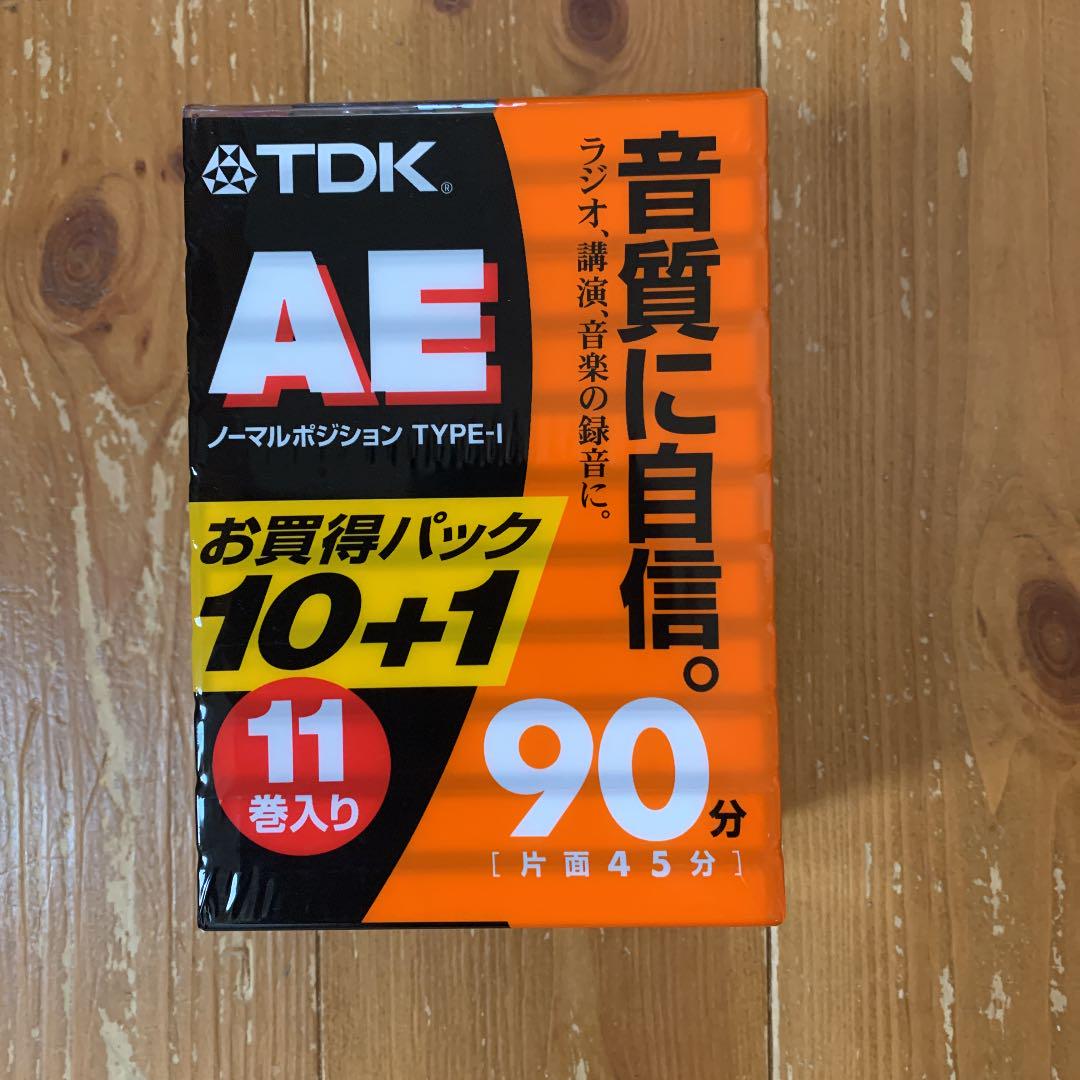 TDK®
AE
ノーマルポジション TYPE-I
音質に自信。
ラジオ、講演、音楽の録音に。
お買得パック
10+1
11
巻入り
90分
[片面45分]